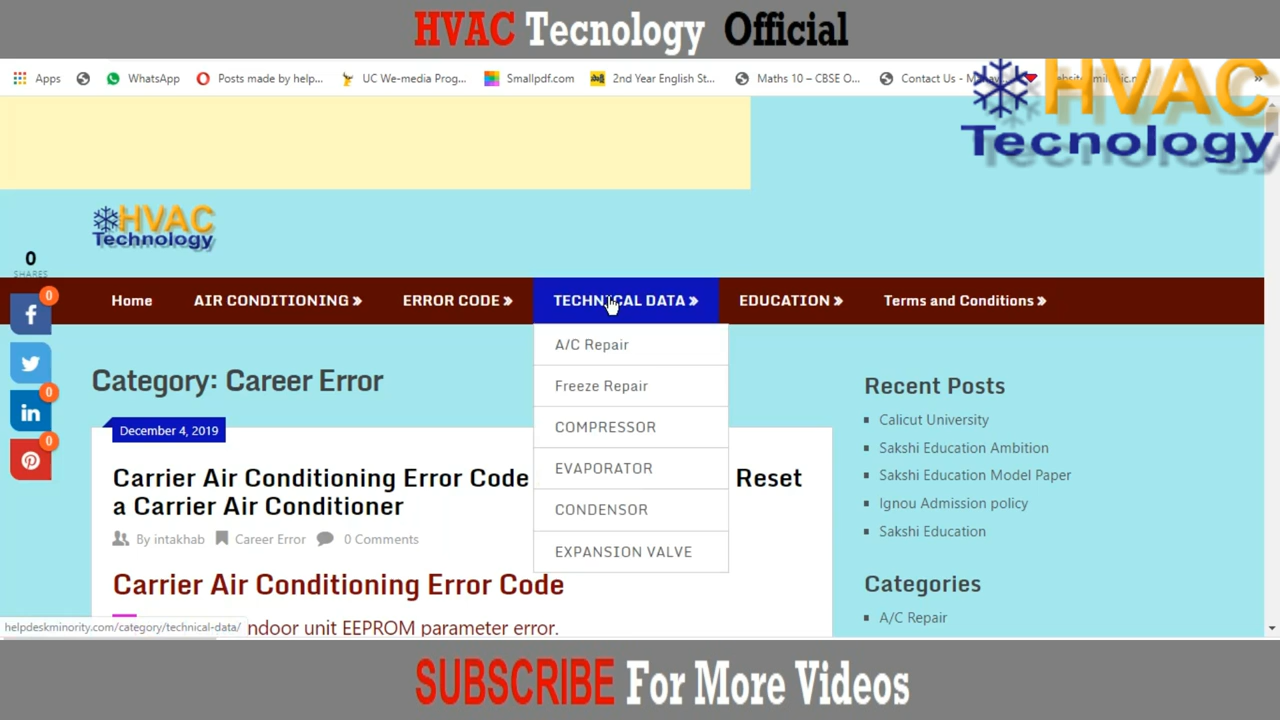 HVAC Tecnology Official
Apps
WhatsApp
Posts made by help...
UC We-media Prog...
Smallpdf.com
2nd Year English St...
Maths 10 – CBSE O...
Contact Us -
»
HVAC
Tecnology
HVAC
Technology
0
SHARES
0
0
0
Home
AIR CONDITIONING »
ERROR CODE »
TECHNICAL DATA »
EDUCATION »
Terms and Conditions »
A/C Repair
Freeze Repair
COMPRESSOR
EVAPORATOR
CONDENSOR
EXPANSION VALVE
Category: Career Error
December 4, 2019
Carrier Air Conditioning Error Code Reset
a Carrier Air Conditioner
By intakhab
Career Error
0 Comments
Carrier Air Conditioning Error Code
ndoor unit EEPROM parameter error.
Recent Posts
Calicut University
Sakshi Education Ambition
Sakshi Education Model Paper
Ignou Admission policy
Sakshi Education
Categories
A/C Repair
helpdeskminority.com/category/technical-data/
SUBSCRIBE For More Videos